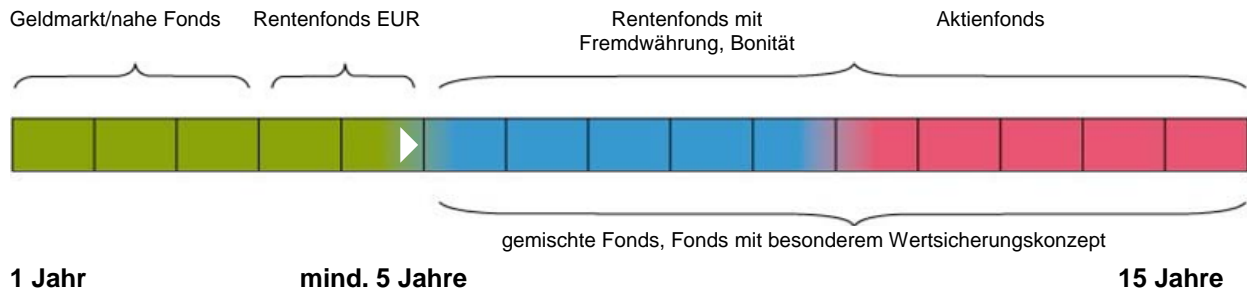 Geldmarkt/nahe Fonds
Rentenfonds EUR
Rentenfonds mit
Fremdwährung, Bonität
Aktienfonds
gemischte Fonds, Fonds mit besonderem Wertsicherungskonzept
1 Jahr
mind. 5 Jahre
15 Jahre